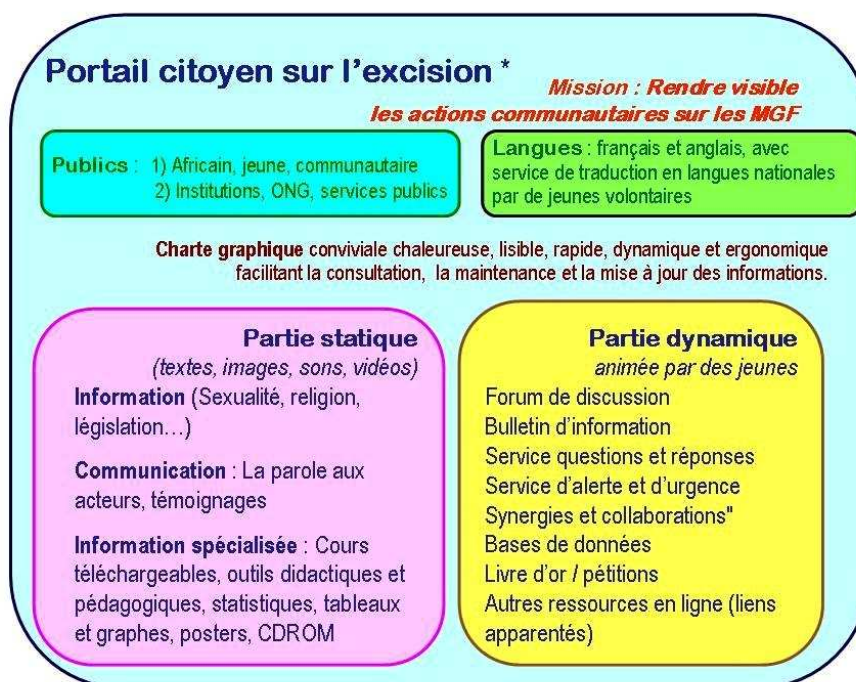 Portail citoyen sur l'excision *
Mission : Rendre visible
les actions communautaires sur les MGF
Publics : 1) Africain, jeune, communautaire
2) Institutions, ONG, services publics
Langues : français et anglais, avec
service de traduction en langues nationales
par de jeunes volontaires
Charte graphique conviviale chaleureuse, lisible, rapide, dynamique et ergonomique
facilitant la consultation, la maintenance et la mise à jour des informations.
Partie statique
(textes, images, sons, vidéos)
Information (Sexualité, religion,
législation…)
Communication : La parole aux
acteurs, témoignages
Information spécialisée : Cours
téléchargeables, outils didactiques et
pédagogiques, statistiques, tableaux
et graphes, posters, CDROM
Partie dynamique
animée par des jeunes
Forum de discussion
Bulletin d'information
Service questions et réponses
Service d'alerte et d'urgence
Synergies et collaborations"
Bases de données
Livre d'or / pétitions
Autres ressources en ligne (liens
apparentés)